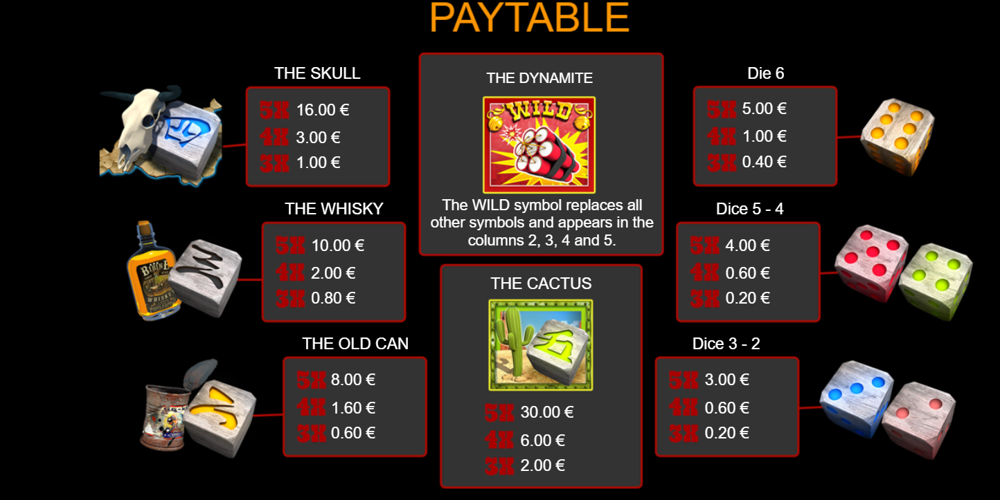 PAYTABLE
THE SKULL
5X 16.00 €
4X 3.00 €
3X 1.00 €
THE WHISKY
5X 10.00 €
4X 2.00 €
3X 0.80 €
WHISKEY
THE OLD CAN
5X 8.00 €
4X 1.60 €
3X 0.60 €
THE DYNAMITE
WILD
The WILD symbol replaces all
other symbols and appears in the
columns 2, 3, 4 and 5.
THE CACTUS
5X 30.00 €
4X 6.00 €
3X 2.00 €
Die 6
5X 5.00 €
4X 1.00 €
3X 0.40 €
Dice 5 - 4
5X 4.00 €
4X 0.60 €
3X 0.20 €
Dice 3 - 2
5X 3.00 €
4X 0.60 €
3X 0.20 €